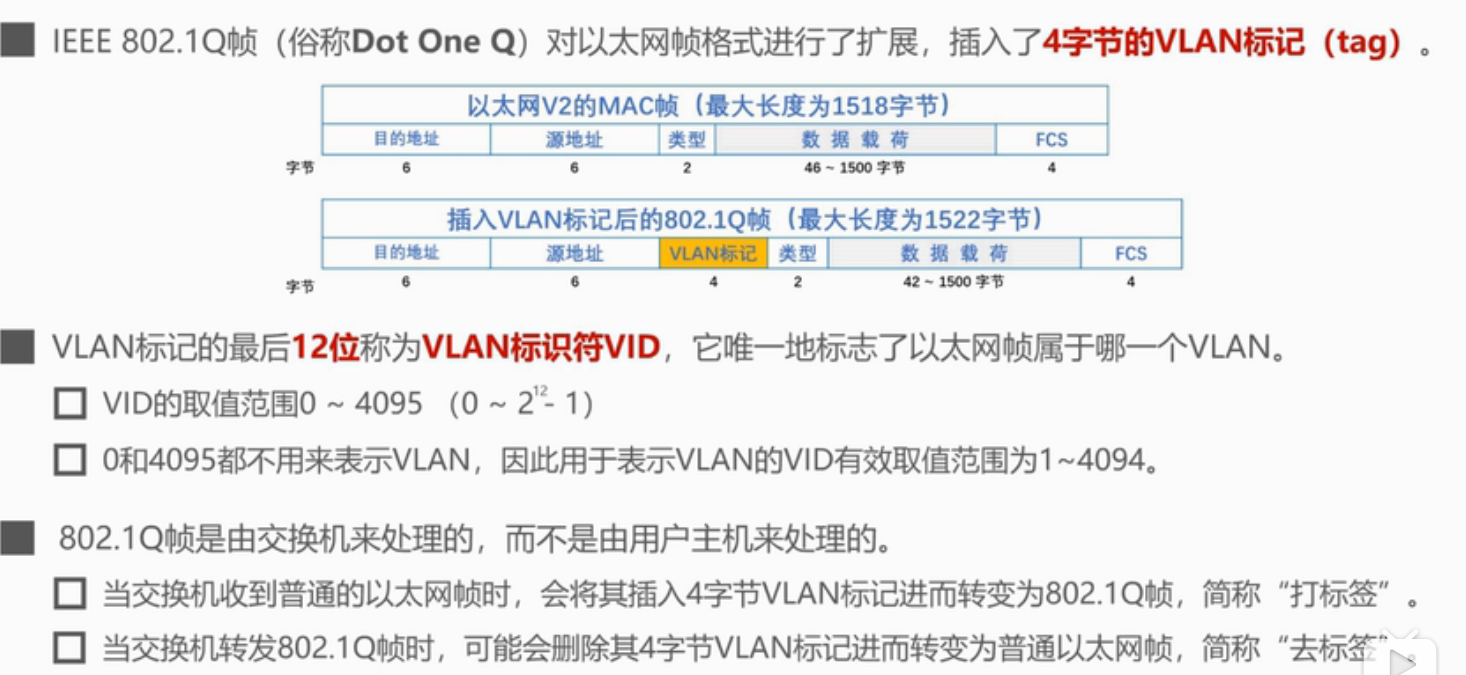 IEEE 802.1Q帧（俗称Dot One Q）对以太网帧格式进行了扩展，插入了4字节的VLAN标记（tag）。
以太网V2的MAC帧（最大长度为1518字节）
目的地址 源地址 类型 数据载荷 FCS
字节 6 6 2 46 ~ 1500 字节 4
插入VLAN标记后的802.1Q帧（最大长度为1522字节）
目的地址 源地址 VLAN标记 类型 数据载荷 FCS
字节 6 6 4 2 42 ~ 1500 字节 4
VLAN标记的最后12位称为VLAN标识符VID，它唯一地标志了以太网帧属于哪一个VLAN。
VID的取值范围0 ~ 4095 （0 ~ 2¹²- 1）
0和4095都不用来表示VLAN，因此用于表示VLAN的VID有效取值范围为1~4094。
802.1Q帧是由交换机来处理的，而不是由用户主机来处理的。
当交换机收到普通的以太网帧时，会将其插入4字节VLAN标记进而转变为802.1Q帧，简称“打标签”。
当交换机转发802.1Q帧时，可能会删除其4字节VLAN标记进而转变为普通以太网帧，简称“去标签”。